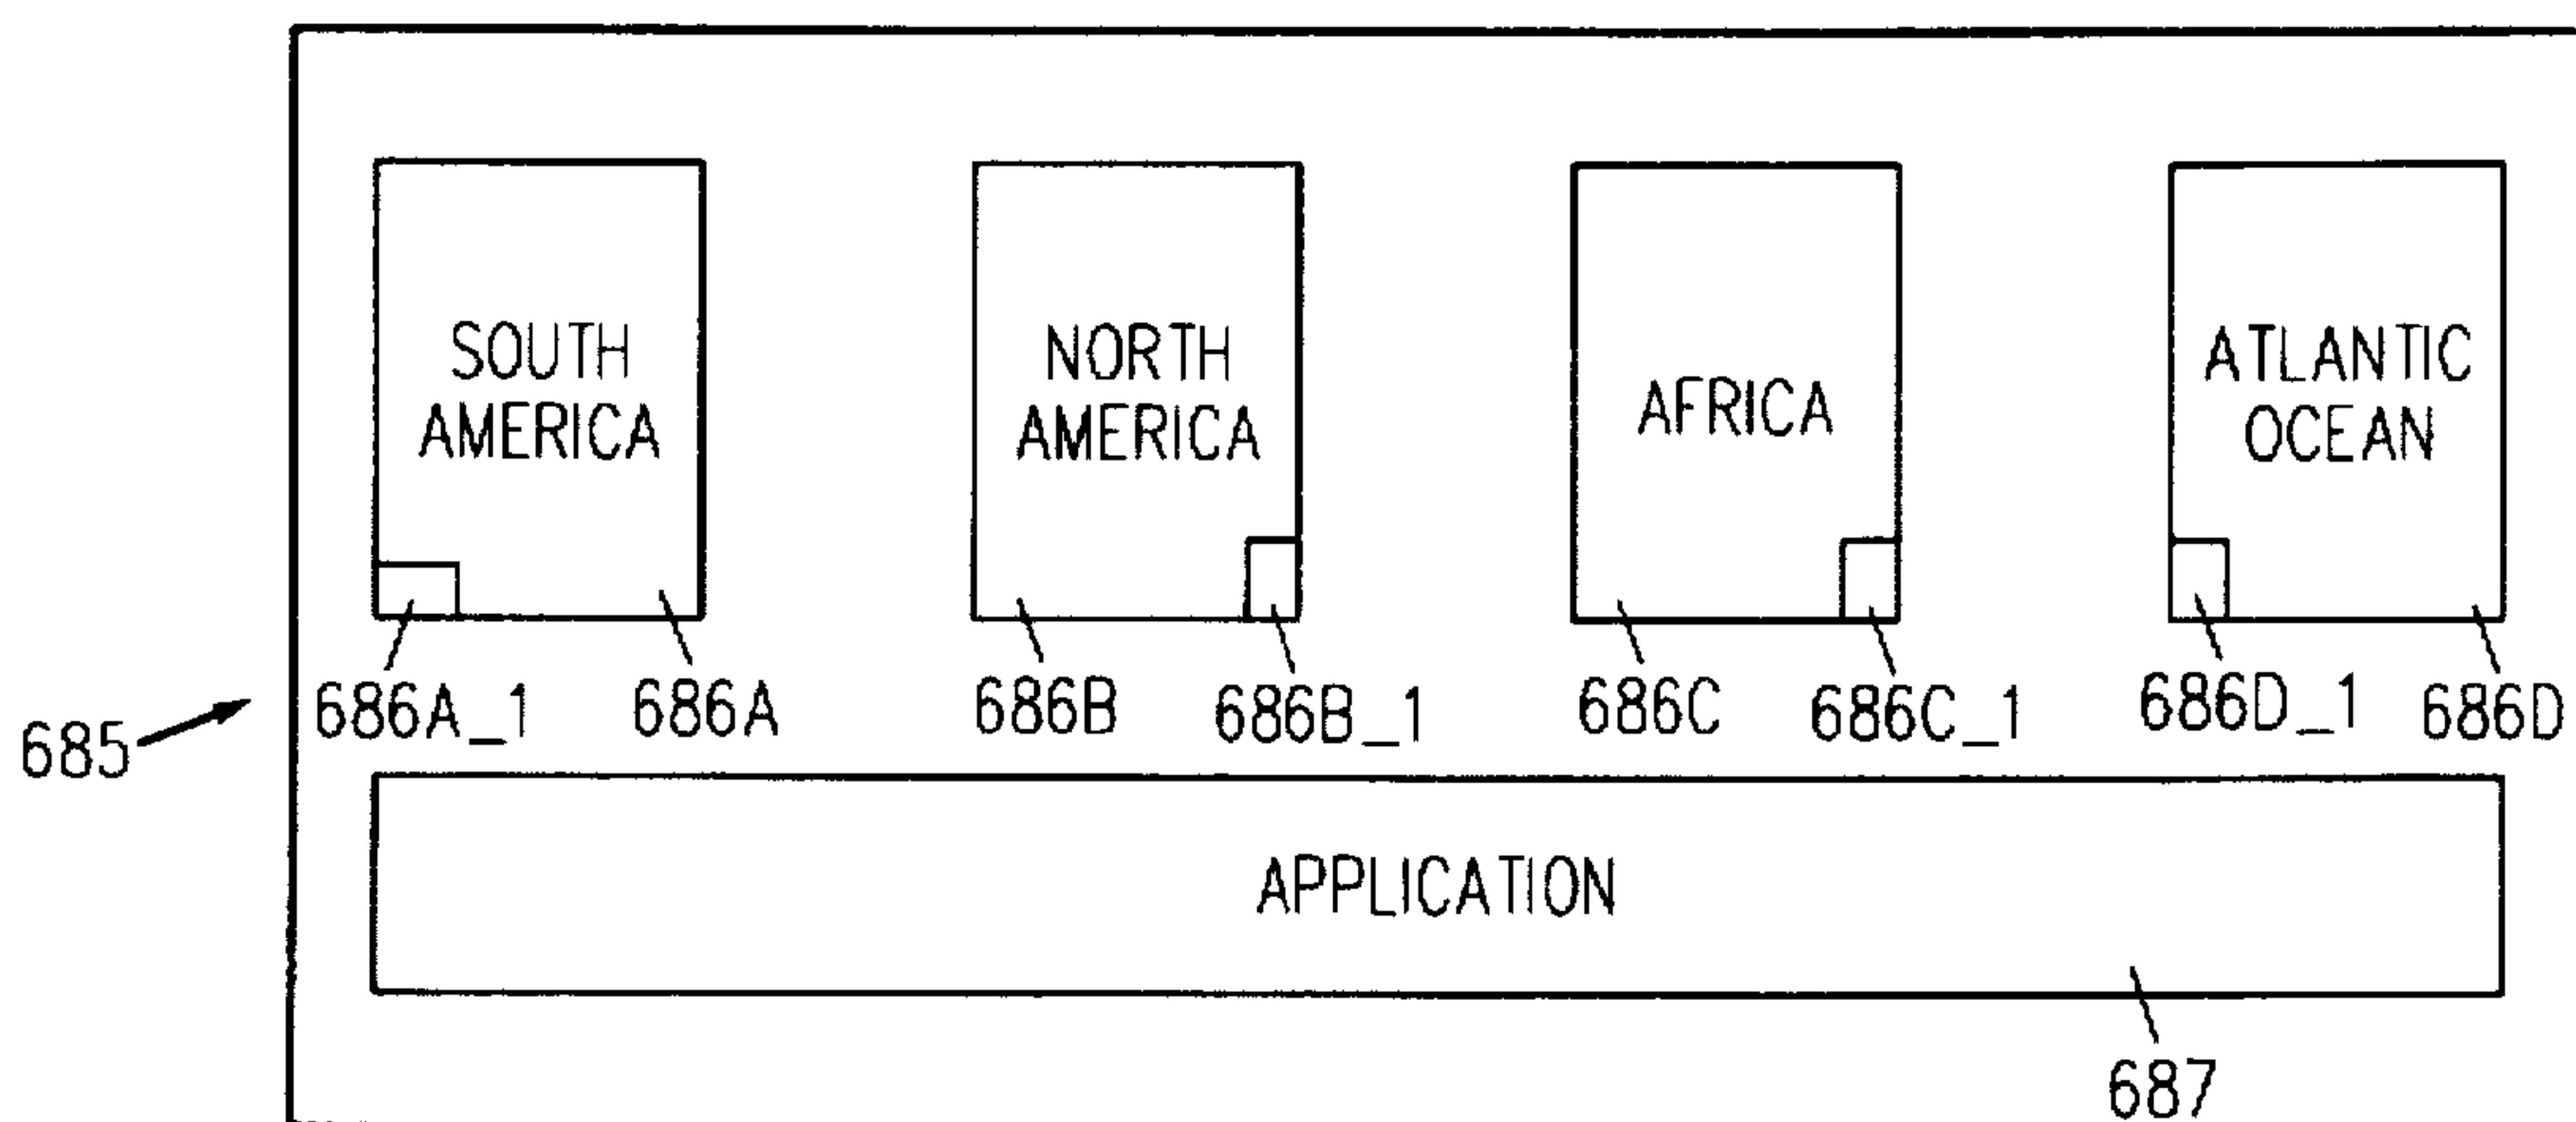 SOUTH
AMERICA
NORTH
AMERICA
AFRICA
ATLANTIC
OCEAN
686A_1
686A
686B
686B_1
686C
686C_1
686D_1
686D
685
APPLICATION
687